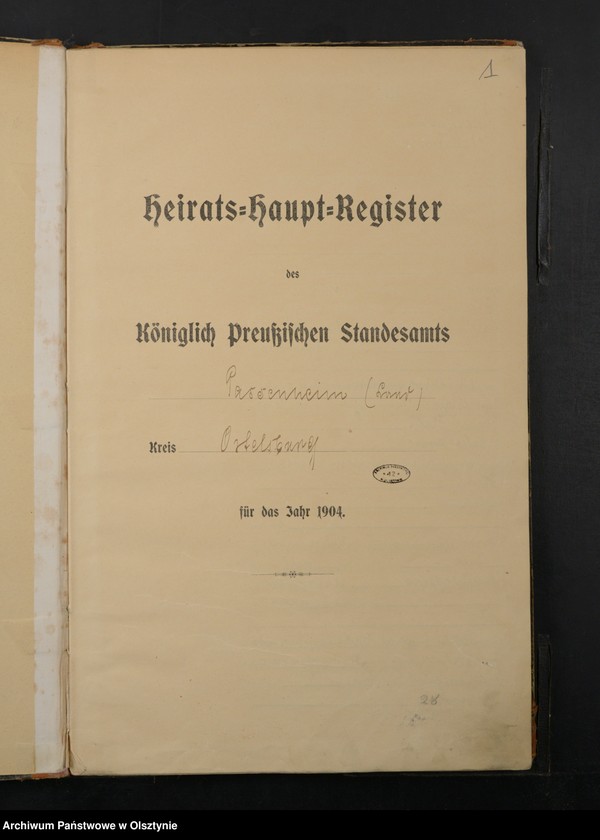 1
Heirats-Haupt-Register
des
Königlich Preußischen Standesamts
Passenheim (Land)
Kreis Ortelsburg
für das Jahr 1904.
Archiwum Państwowe w Olsztynie